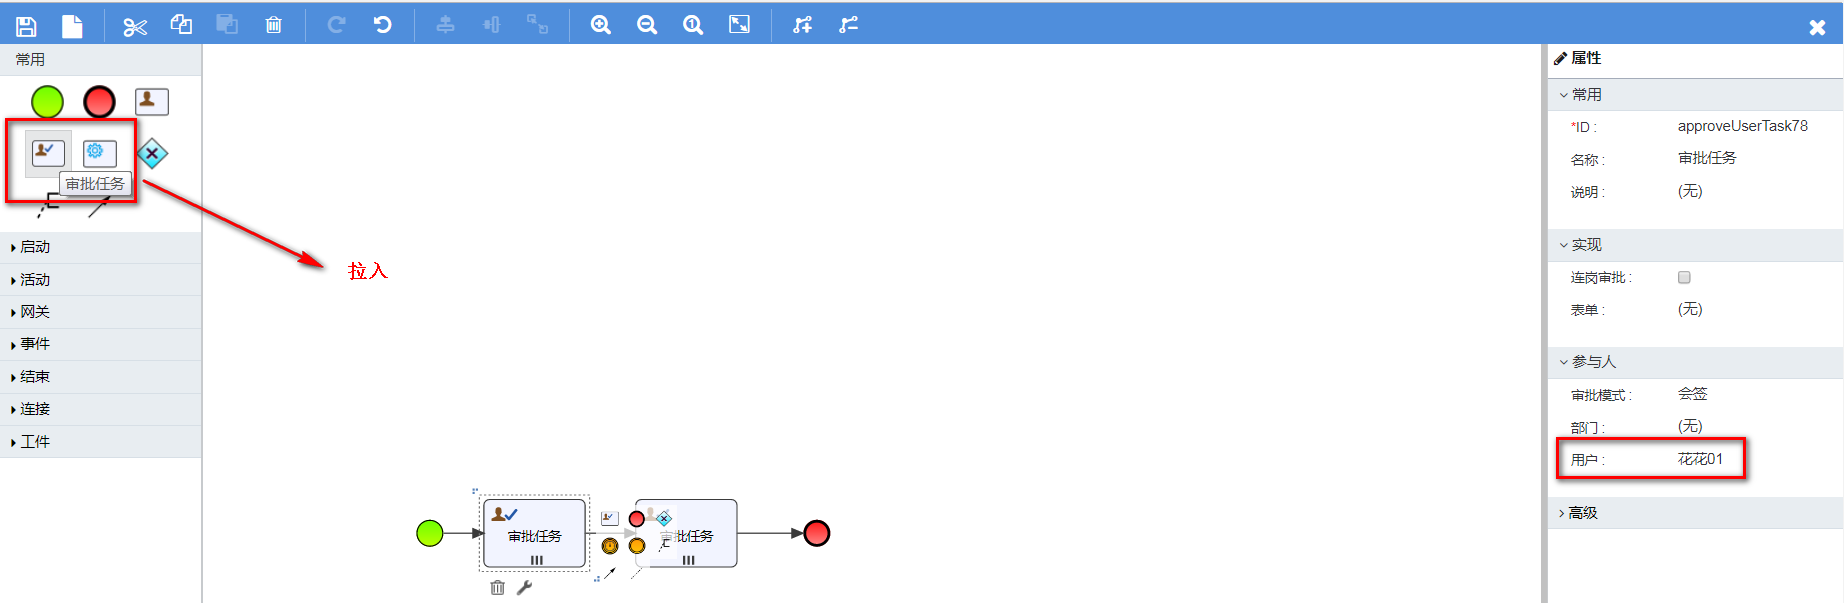 常用
审批任务
启动
活动
网关
事件
结束
连接
工件
拉入
审批任务
批任务
属性
常用
*ID : approveUserTask78
名称 : 审批任务
说明 : (无)
实现
连岗审批 :
表单 : (无)
参与人
审批模式 : 会签
部门 : (无)
用户 : 花花01
高级